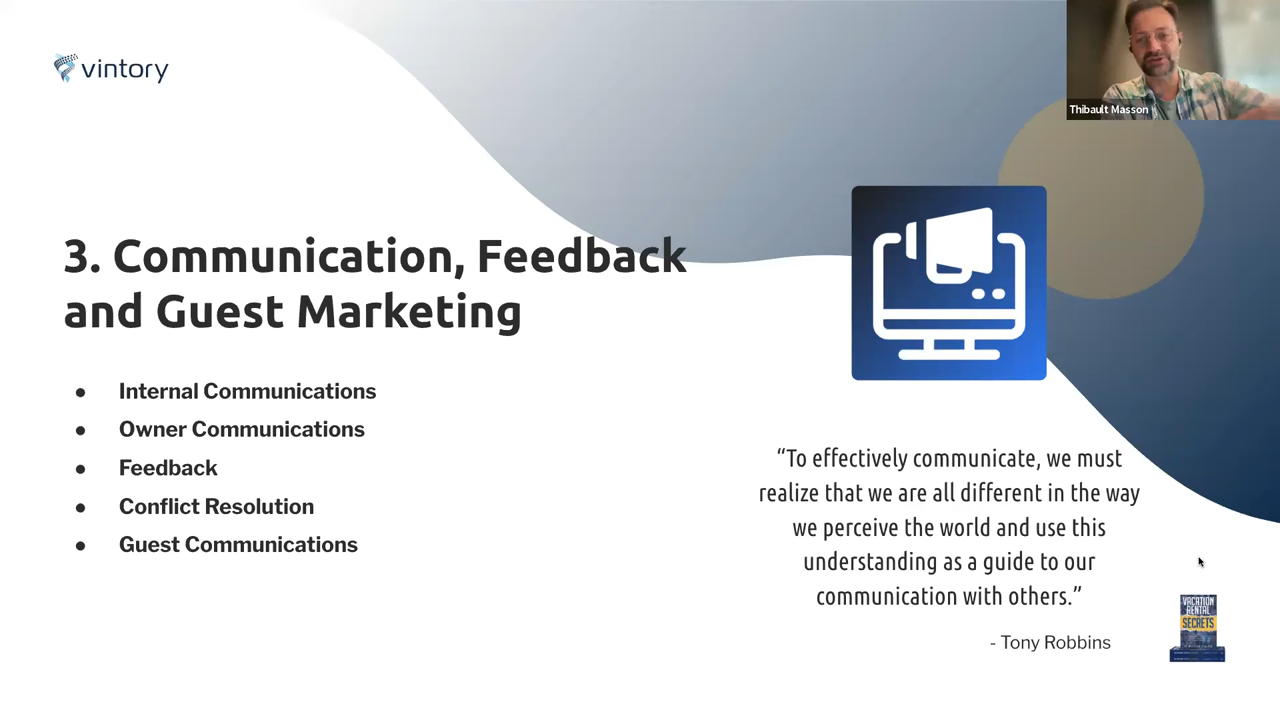 vintory
Thibault Masson
3. Communication, Feedback
and Guest Marketing
● Internal Communications
● Owner Communications
● Feedback
● Conflict Resolution
● Guest Communications
“To effectively communicate, we must
realize that we are all different in the way
we perceive the world and use this
understanding as a guide to our
communication with others.”
- Tony Robbins
VACATION
RENTAL
SECRETS